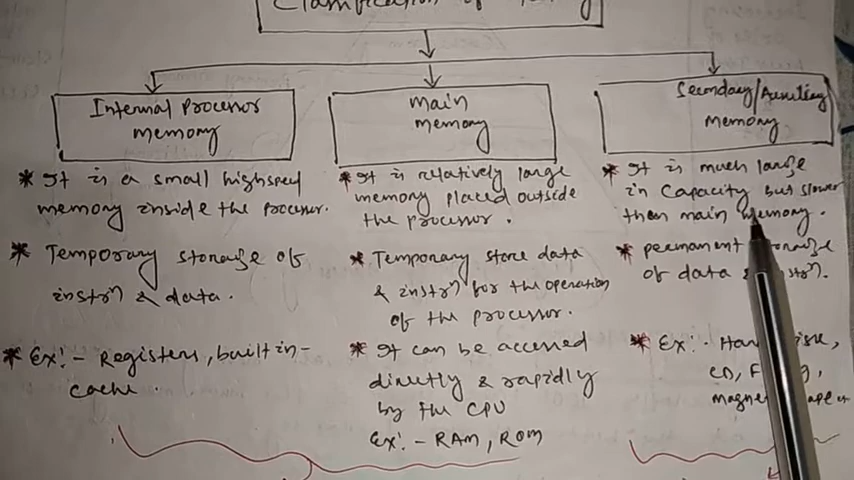 Classification of
Internal Processor
memory
* It is a small highspeed
memory inside the processor.
* Temporary storage of
instrⁿ & data.
* Ex:- Registers, built in-
cache.
main
memory
* It is relatively large
memory placed outside
the processor.
* Temporary store data
& instrⁿ for the operation
of the processor.
* It can be accessed
directly & rapidly
by the CPU
Ex:- RAM, ROM
Secondary/Auxiliary
memory
* It is much large
in Capacity but slower
than main memory.
* permanent storage
of data
* Ex:-
CD,